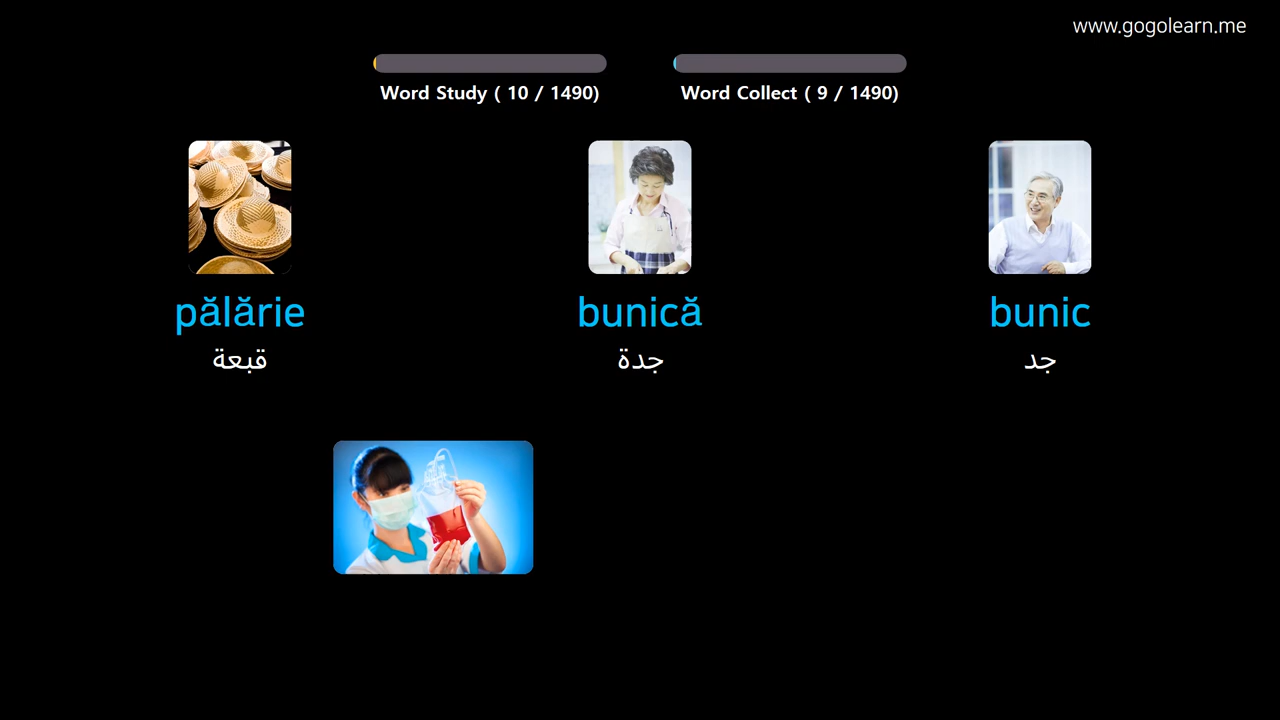 www.gogolearn.me
Word Study ( 10 / 1490)
Word Collect ( 9 / 1490)
pălărie
قبعة
bunică
جدة
bunic
جد